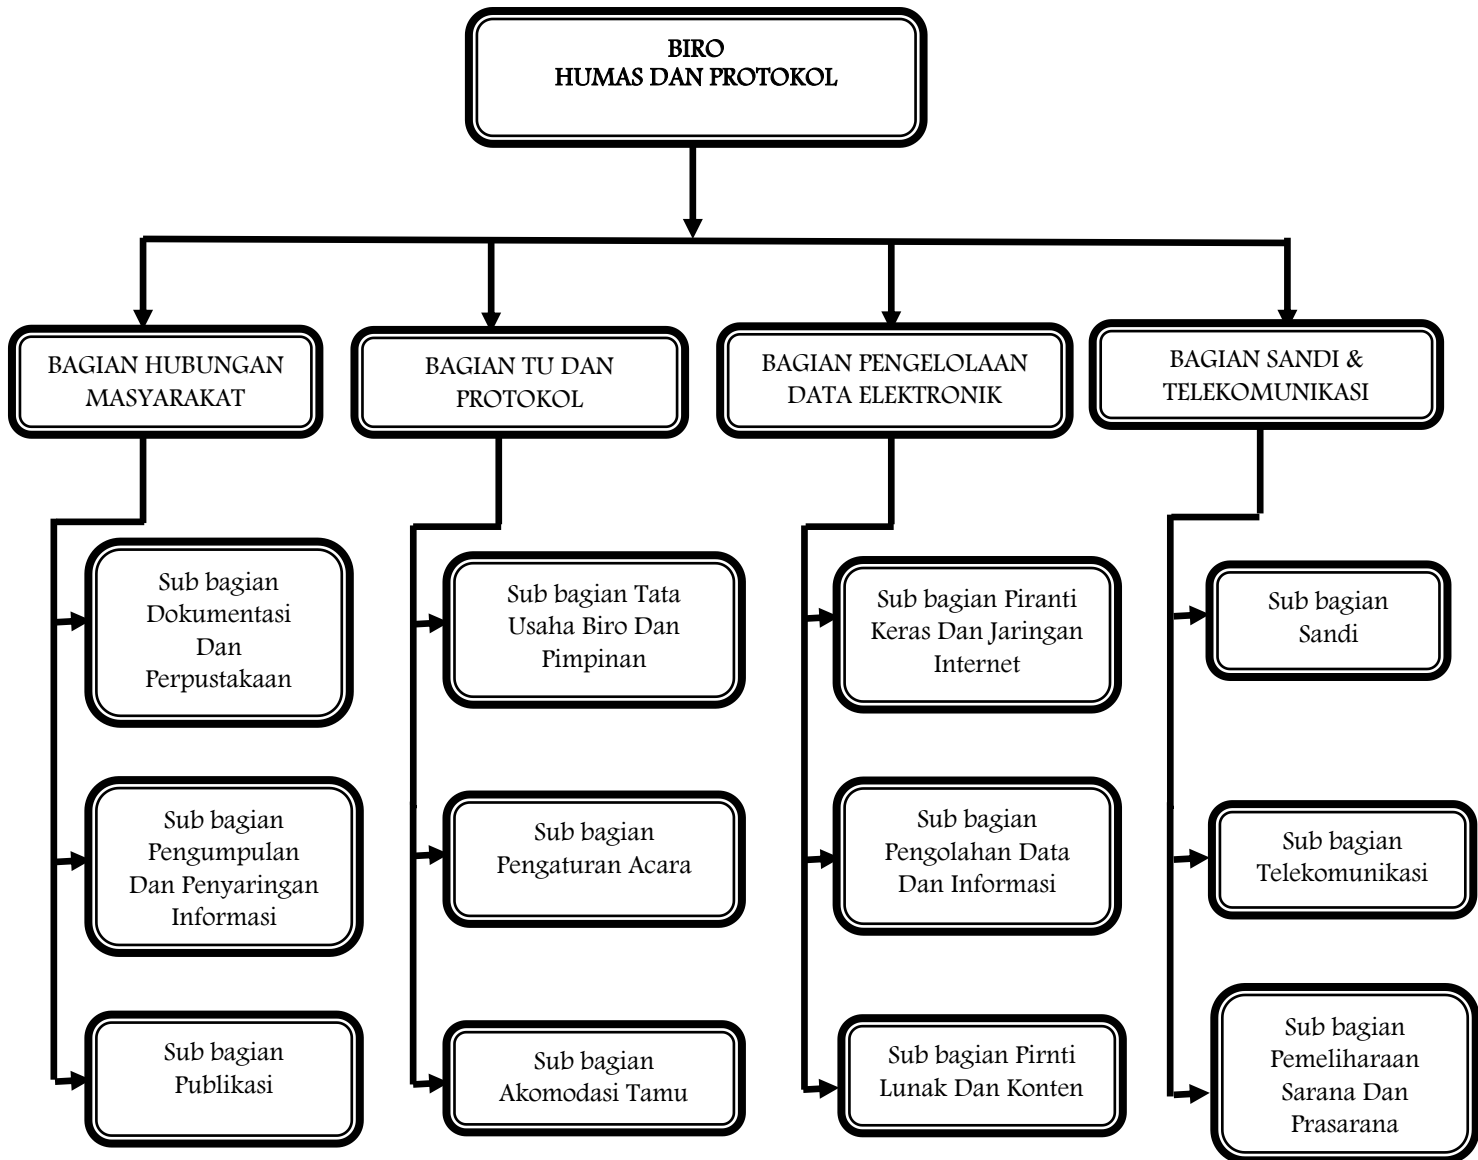 BIRO
HUMAS DAN PROTOKOL
BAGIAN HUBUNGAN
MASYARAKAT
BAGIAN TU DAN
PROTOKOL
BAGIAN PENGELOLAAN
DATA ELEKTRONIK
BAGIAN SANDI &
TELEKOMUNIKASI
Sub bagian
Dokumentasi
Dan
Perpustakaan
Sub bagian Tata
Usaha Biro Dan
Pimpinan
Sub bagian Piranti
Keras Dan Jaringan
Internet
Sub bagian
Sandi
Sub bagian
Pengumpulan
Dan Penyaringan
Informasi
Sub bagian
Pengaturan Acara
Sub bagian
Pengolahan Data
Dan Informasi
Sub bagian
Telekomunikasi
Sub bagian
Publikasi
Sub bagian
Akomodasi Tamu
Sub bagian Pirnti
Lunak Dan Konten
Sub bagian
Pemeliharaan
Sarana Dan
Prasarana